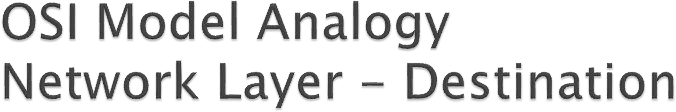 OSI Model Analogy
Network Layer - Destination